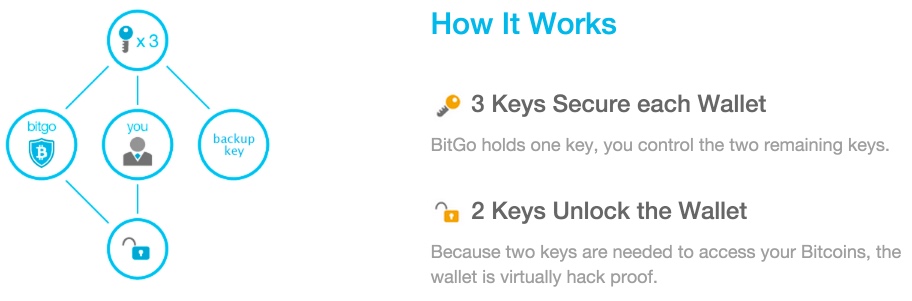 x 3
bitgo
you
backup
key
How It Works
3 Keys Secure each Wallet
BitGo holds one key, you control the two remaining keys.
2 Keys Unlock the Wallet
Because two keys are needed to access your Bitcoins, the
wallet is virtually hack proof.